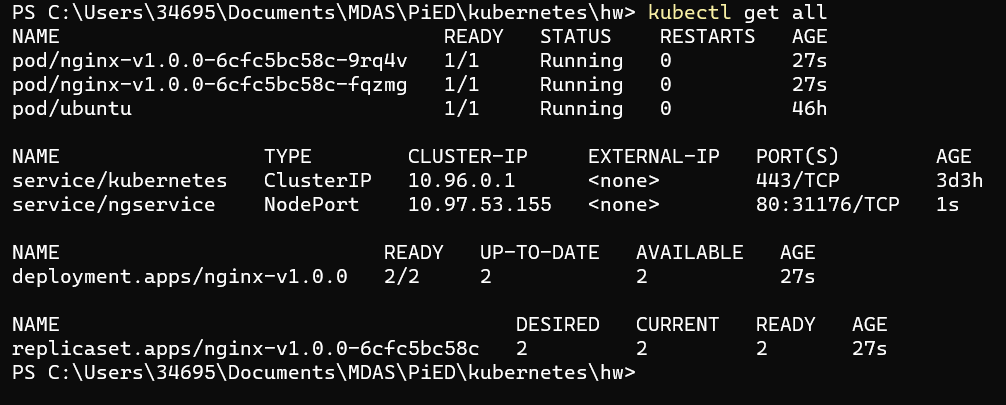 PS C:\Users\34695\Documents\MDAS\PiED\kubernetes\hw> kubectl get all
NAME READY STATUS RESTARTS AGE
pod/nginx-v1.0.0-6cfc5bc58c-9rq4v 1/1 Running 0 27s
pod/nginx-v1.0.0-6cfc5bc58c-fqzmg 1/1 Running 0 27s
pod/ubuntu 1/1 Running 0 46h
NAME TYPE CLUSTER-IP EXTERNAL-IP PORT(S) AGE
service/kubernetes ClusterIP 10.96.0.1 <none> 443/TCP 3d3h
service/ngservice NodePort 10.97.53.155 <none> 80:31176/TCP 1s
NAME READY UP-TO-DATE AVAILABLE AGE
deployment.apps/nginx-v1.0.0 2/2 2 2 27s
NAME DESIRED CURRENT READY AGE
replicaset.apps/nginx-v1.0.0-6cfc5bc58c 2 2 2 27s
PS C:\Users\34695\Documents\MDAS\PiED\kubernetes\hw>